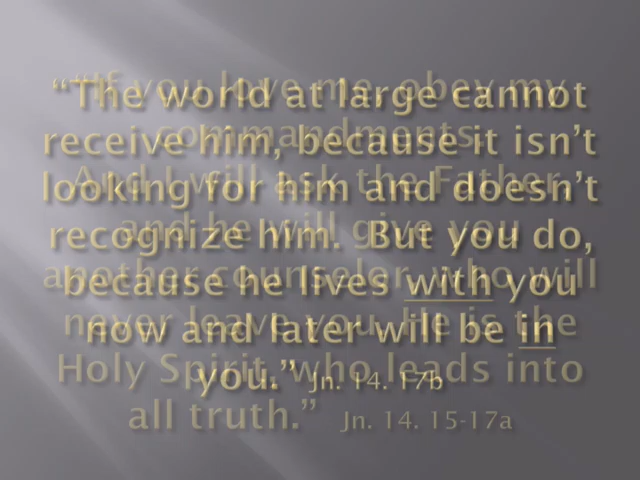 “The world at large cannot
receive him, because it isn’t
looking for him and doesn’t
recognize him. But you do,
because he lives with you
now and later will be in
you.” Jn. 14. 17b
“If you love me, obey my
commandments.
And I will ask the Father,
and he will give you
another counselor, who will
never leave you. He is the
Holy Spirit, who leads into
all truth.” Jn. 14. 15-17a